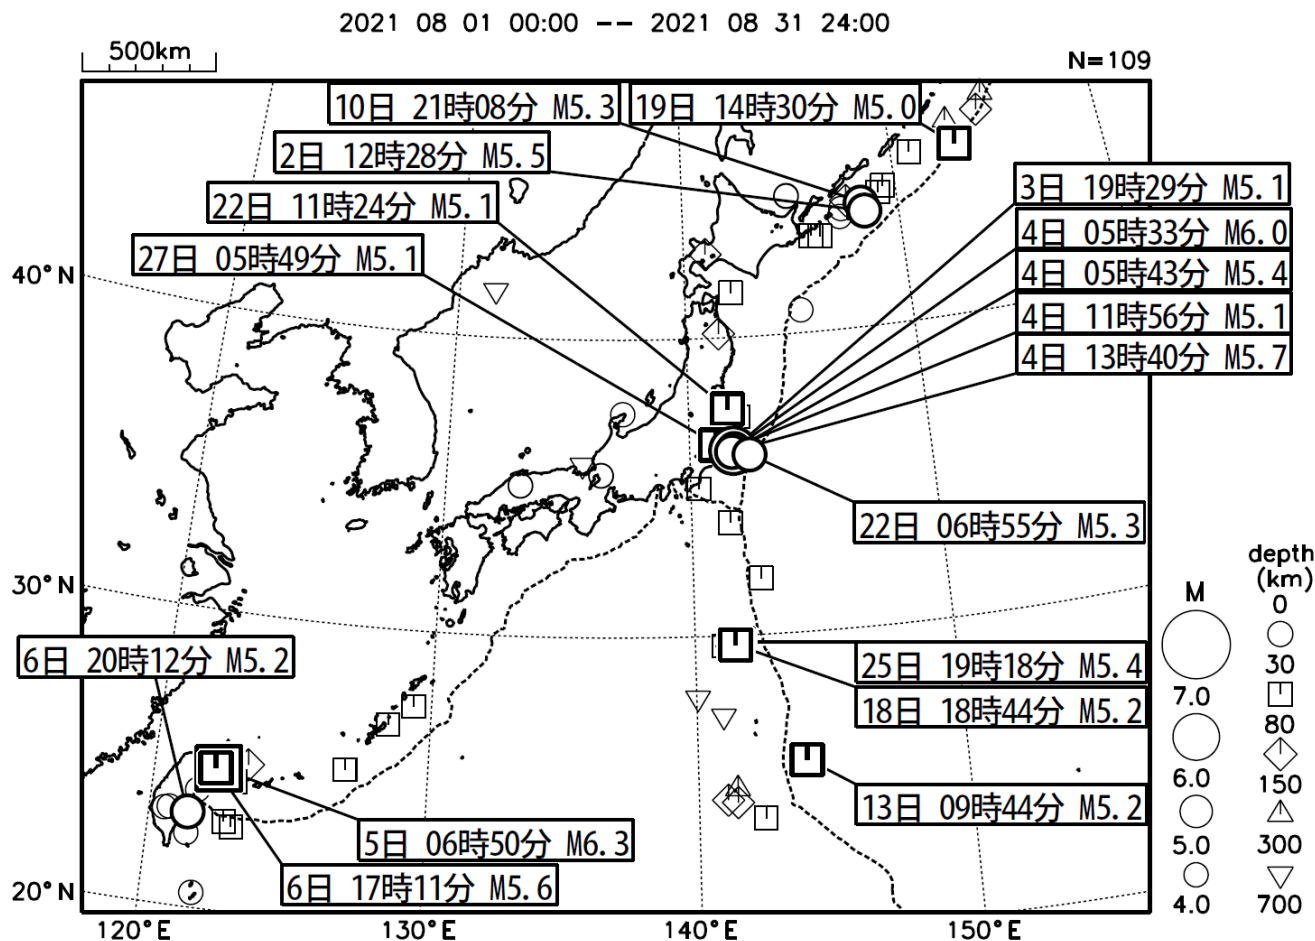 2021 08 01 00:00 -- 2021 08 31 24:00
500km
N=109
10日 21時08分 M5.3
19日 14時30分 M5.0
2日 12時28分 M5.5
22日 11時24分 M5.1
27日 05時49分 M5.1
3日 19時29分 M5.1
4日 05時33分 M6.0
4日 05時43分 M5.4
4日 11時56分 M5.1
4日 13時40分 M5.7
22日 06時55分 M5.3
6日 20時12分 M5.2
25日 19時18分 M5.4
18日 18時44分 M5.2
13日 09時44分 M5.2
5日 06時50分 M6.3
6日 17時11分 M5.6
40°N
30°N
20°N
120°E
130°E
140°E
150°E
M
7.0
6.0
5.0
4.0
depth
(km)
0
30
80
150
300
700